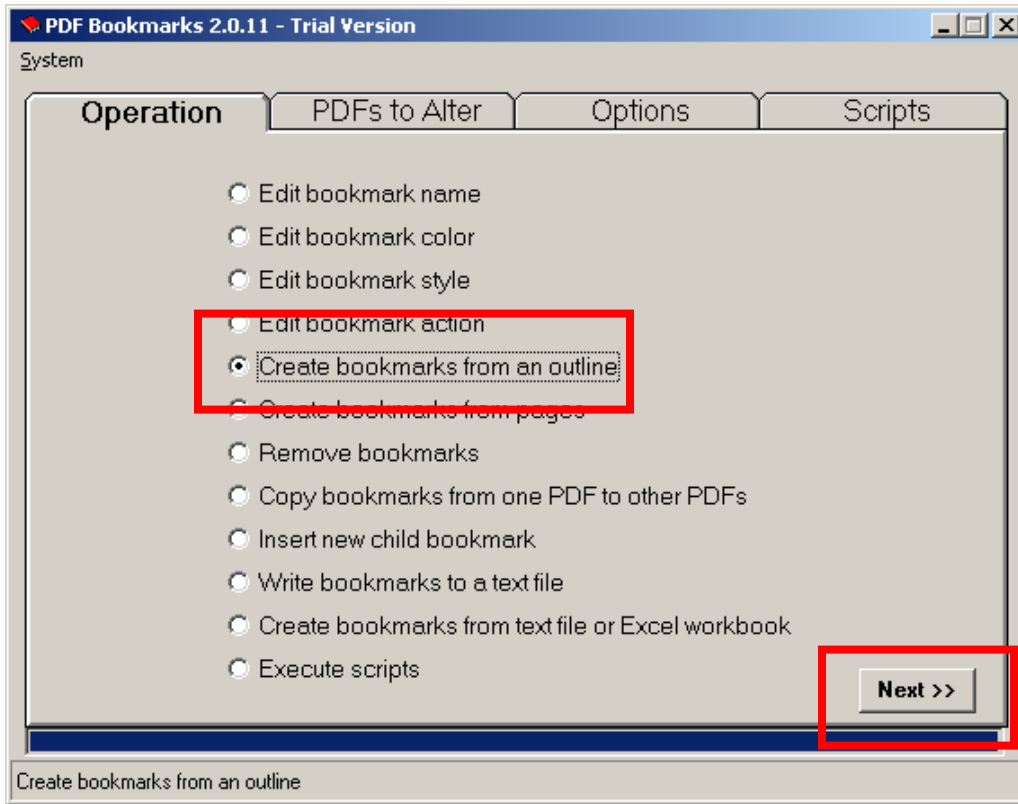 PDF Bookmarks 2.0.11 - Trial Version
System
Operation PDFs to Alter Options Scripts
Edit bookmark name
Edit bookmark color
Edit bookmark style
Edit bookmark action
Create bookmarks from an outline
Create bookmarks from pages
Remove bookmarks
Copy bookmarks from one PDF to other PDFs
Insert new child bookmark
Write bookmarks to a text file
Create bookmarks from text file or Excel workbook
Execute scripts
Next >>
Create bookmarks from an outline